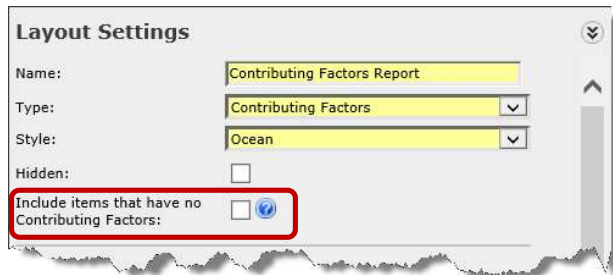 Layout Settings
Name: Contributing Factors Report
Type: Contributing Factors
Style: Ocean
Hidden:
Include items that have no
Contributing Factors: